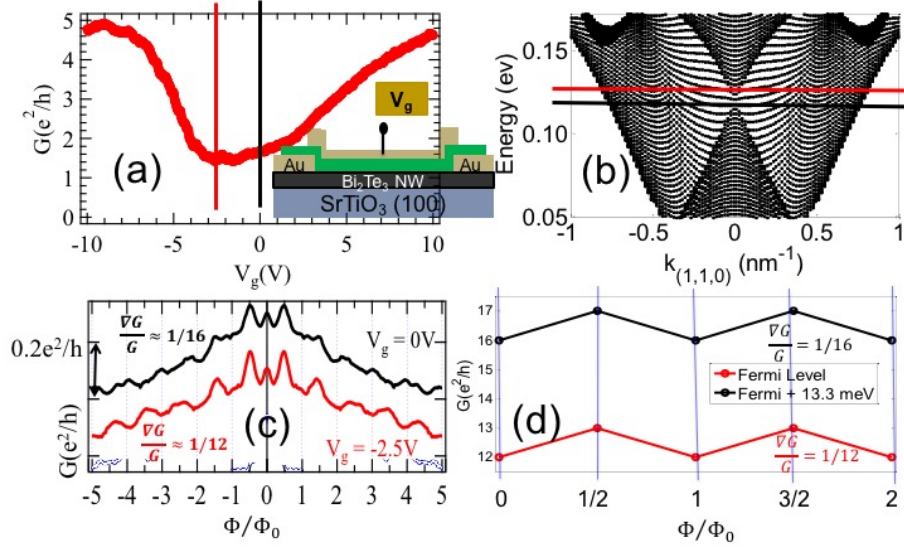 (a)
G(e²/h)
5
4
3
2
1
0
-10
-5
0
5
10
V_g(V)
V_g
Au
Au
Bi₂Te₃ NW
SrTiO₃ (100)
(b)
Energy (ev)
0.15
0.10
0.05
-1
-0.5
0
0.5
1
k_(1,1,0) (nm⁻¹)
(c)
0.2e²/h
G(e²/h)
∇G/G ≈ 1/16
V_g = 0V
∇G/G ≈ 1/12
V_g = -2.5V
-5 -4 -3 -2 -1 0 1 2 3 4 5
Φ/Φ₀
(d)
G(e²/h)
17
16
15
14
13
12
∇G/G = 1/16
Fermi Level
Fermi + 13.3 meV
∇G/G = 1/12
0
1/2
1
3/2
2
Φ/Φ₀